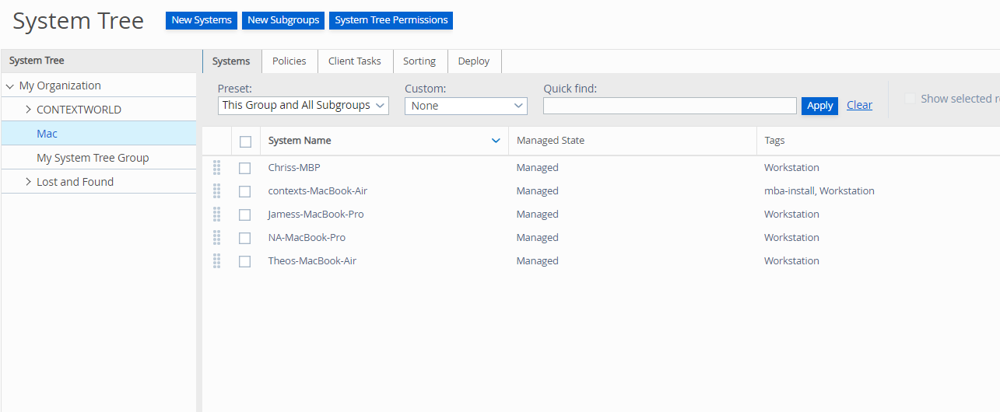 System Tree
New Systems
New Subgroups
System Tree Permissions
System Tree
My Organization
CONTEXTWORLD
Mac
My System Tree Group
Lost and Found
Systems
Policies
Client Tasks
Sorting
Deploy
Preset:
This Group and All Subgroups
Custom:
None
Quick find:
Apply
Clear
Show selected r
System Name Managed State Tags
Chriss-MBP Managed Workstation
contexts-MacBook-Air Managed mba-install, Workstation
Jamess-MacBook-Pro Managed Workstation
NA-MacBook-Pro Managed Workstation
Theos-MacBook-Air Managed Workstation